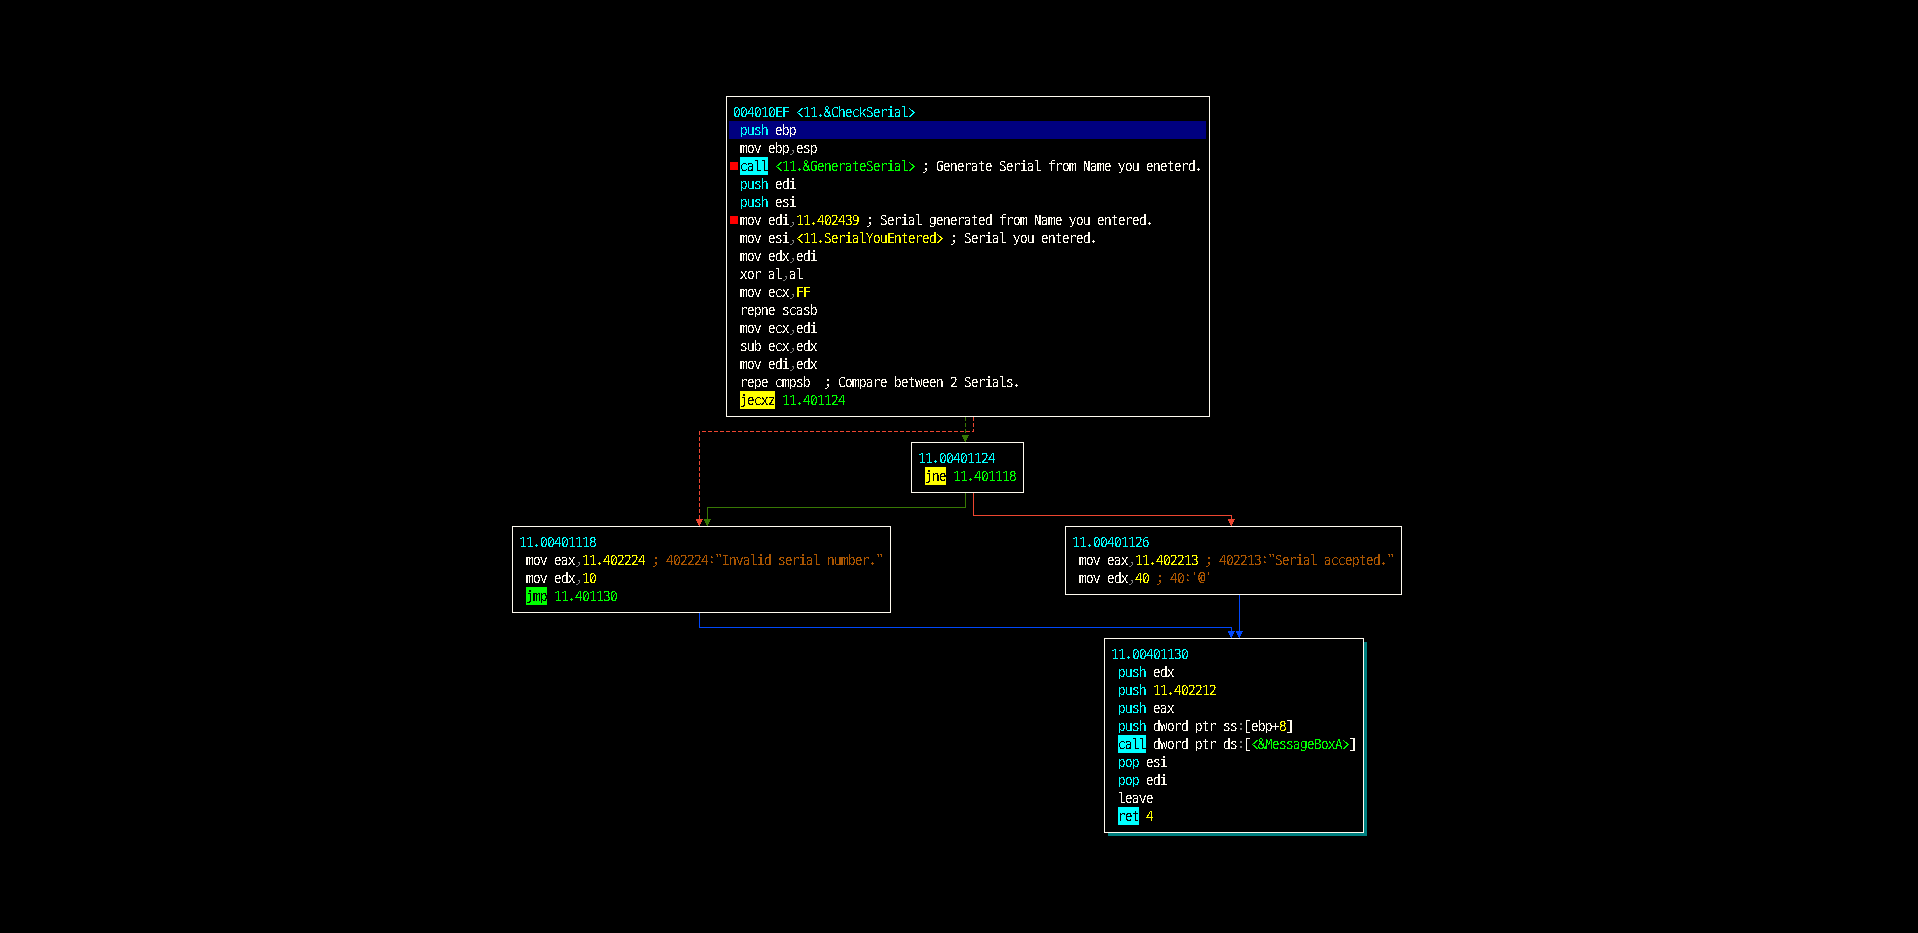 004010EF <11.&CheckSerial>
push ebp
mov ebp,esp
call <11.&GenerateSerial> ; Generate Serial from Name you eneterd.
push edi
push esi
mov edi,11.402439 ; Serial generated from Name you entered.
mov esi,<11.SerialYouEntered> ; Serial you entered.
mov edx,edi
xor al,al
mov ecx,FF
repne scasb
mov ecx,edi
sub ecx,edx
mov edi,edx
repe cmpsb ; Compare between 2 Serials.
jecxz 11.401124
11.00401124
jne 11.401118
11.00401118
mov eax,11.402224 ; 402224:"Invalid serial number."
mov edx,10
jmp 11.401130
11.00401126
mov eax,11.402213 ; 402213:"Serial accepted."
mov edx,40 ; 40:'@'
11.00401130
push edx
push 11.402212
push eax
push dword ptr ss:[ebp+8]
call dword ptr ds:[<&MessageBoxA>]
pop esi
pop edi
leave
ret 4